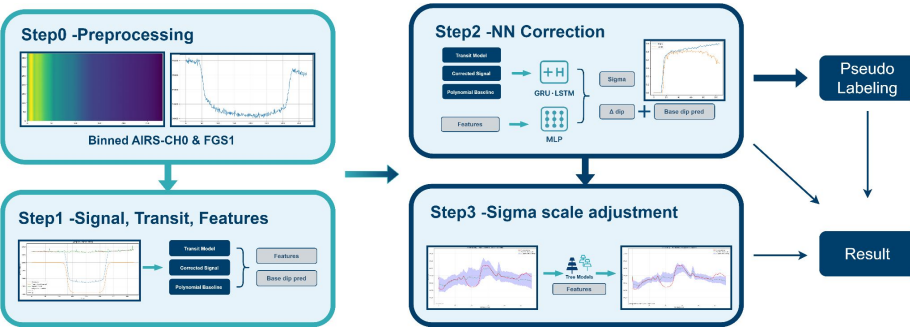 Step0 -Preprocessing
Binned AIRS-CH0 & FGS1
Step1 -Signal, Transit, Features
Transit Model
Corrected Signal
Polynomial Baseline
Features
Base dip pred
Step2 -NN Correction
Transit Model
Corrected Signal
Polynomial Baseline
GRU·LSTM
Features
MLP
Sigma
Δ dip
Base dip pred
Step3 -Sigma scale adjustment
Tree Models
Features
Pseudo
Labeling
Result